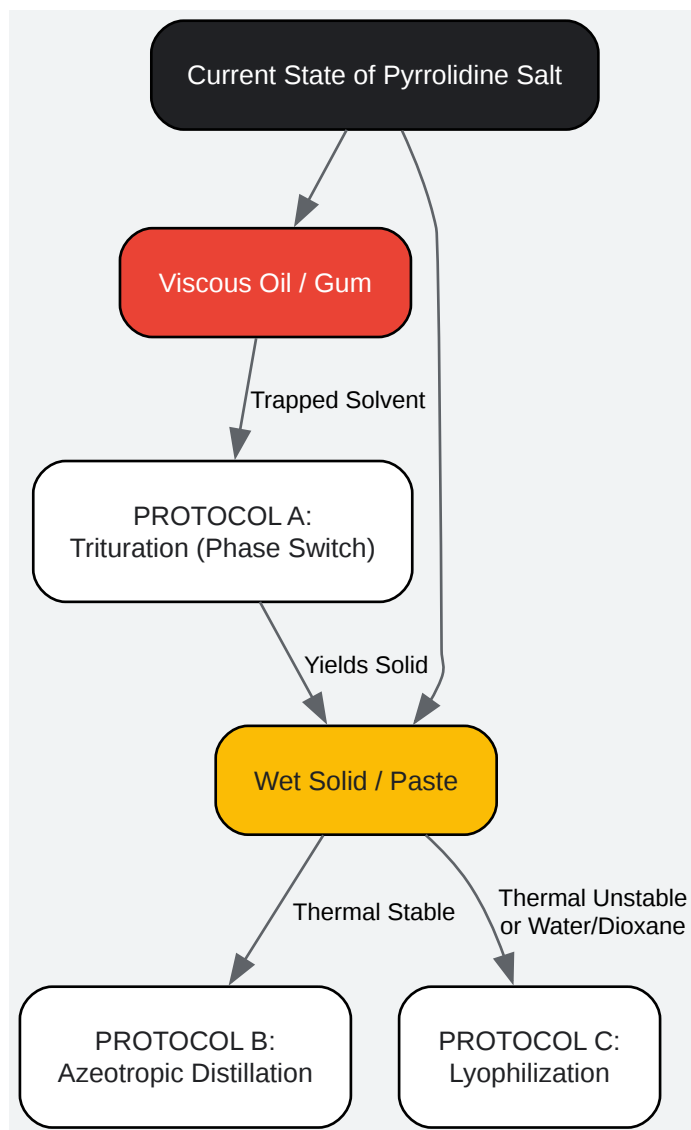 Current State of Pyrrolidine Salt
Viscous Oil / Gum
Trapped Solvent
PROTOCOL A:
Trituration (Phase Switch)
Yields Solid
Wet Solid / Paste
Thermal Stable
Thermal Unstable
or Water/Dioxane
PROTOCOL B:
Azeotropic Distillation
PROTOCOL C:
Lyophilization